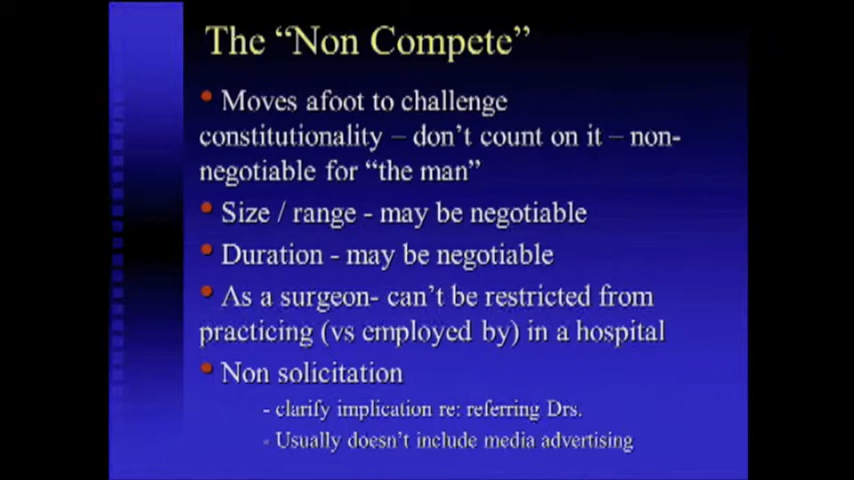 The “Non Compete”
• Moves afoot to challenge
constitutionality – don’t count on it – non-
negotiable for “the man”
• Size / range - may be negotiable
• Duration - may be negotiable
• As a surgeon- can’t be restricted from
practicing (vs employed by) in a hospital
• Non solicitation
- clarify implication re: referring Drs.
- Usually doesn’t include media advertising